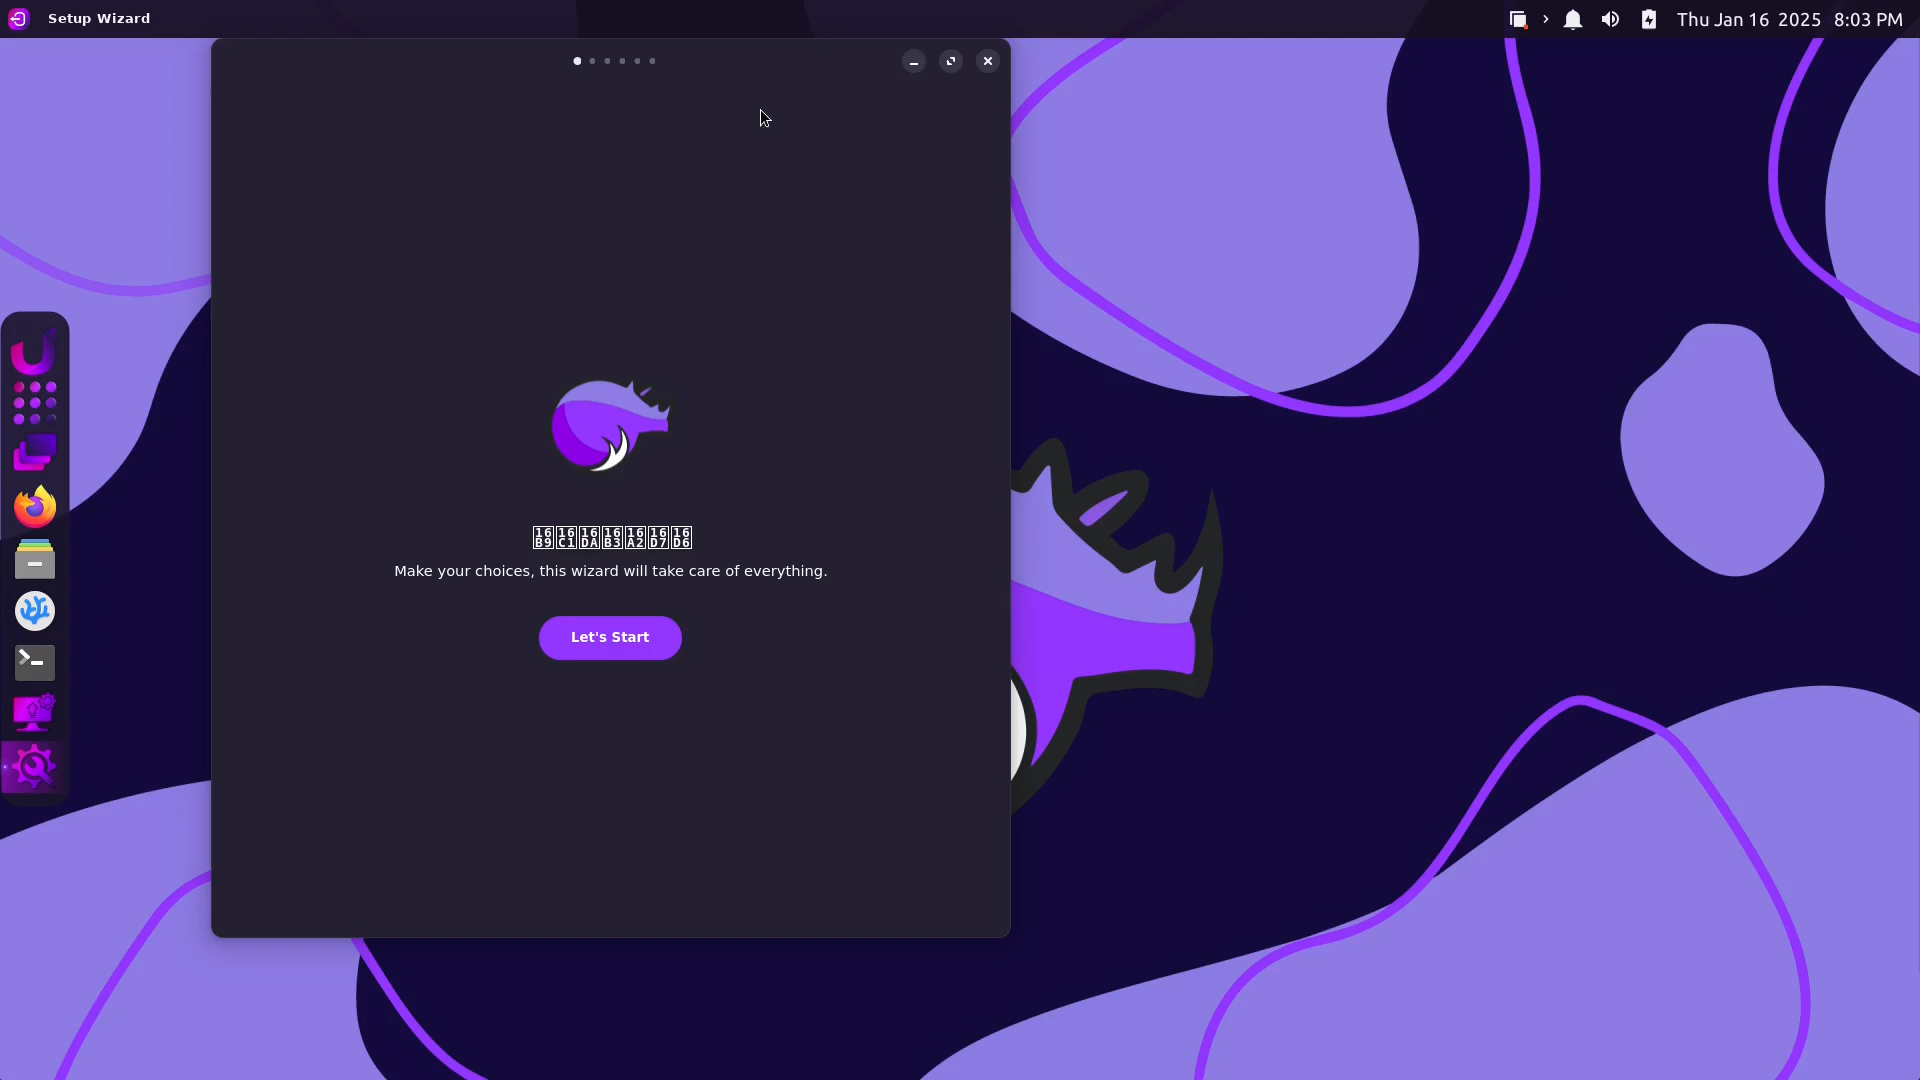 Setup Wizard
Thu Jan 16 2025 8:03 PM
ᚹᛁᛚᚳᚢᛗᛖ
Make your choices, this wizard will take care of everything.
Let's Start